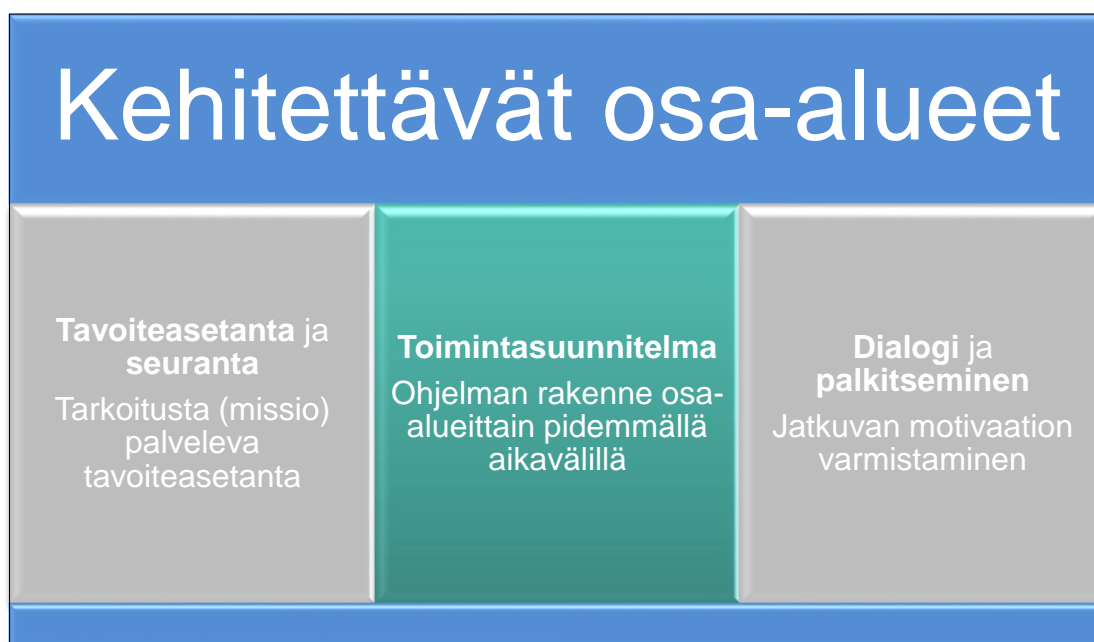 Kehitettävät osa-alueet
Tavoiteasetanta ja
seuranta
Tarkoitusta (missio)
palveleva
tavoiteasetanta
Toimintasuunnitelma
Ohjelman rakenne osa-
alueittain pidemmällä
aikavälillä
Dialogi ja
palkitseminen
Jatkuvan motivaation
varmistaminen